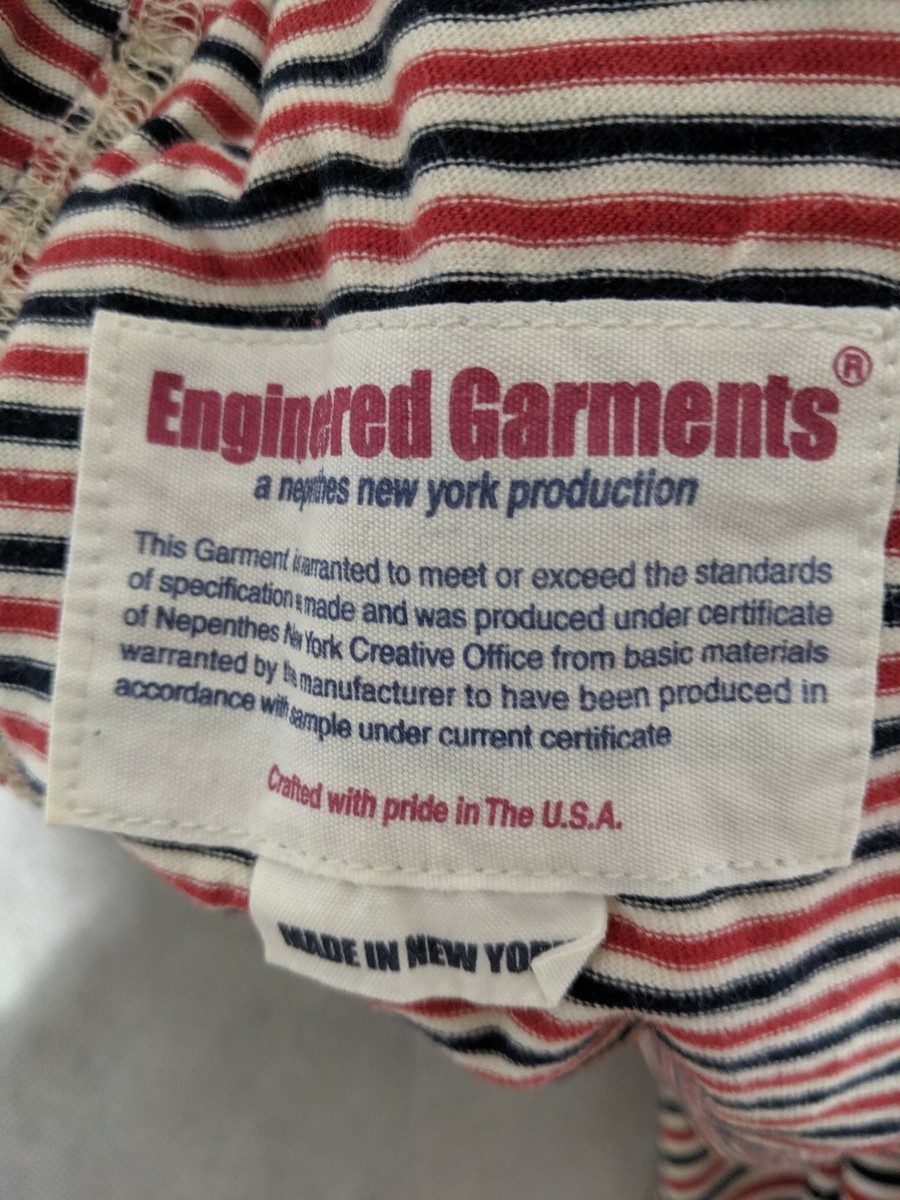 Engineered Garments®
a nepenthes new york production
This Garment is warranted to meet or exceed the standards
of specification made and was produced under certificate
of Nepenthes New York Creative Office from basic materials
warranted by the manufacturer to have been produced in
accordance with sample under current certificate
Crafted with pride in The U.S.A.
MADE IN NEW YORK